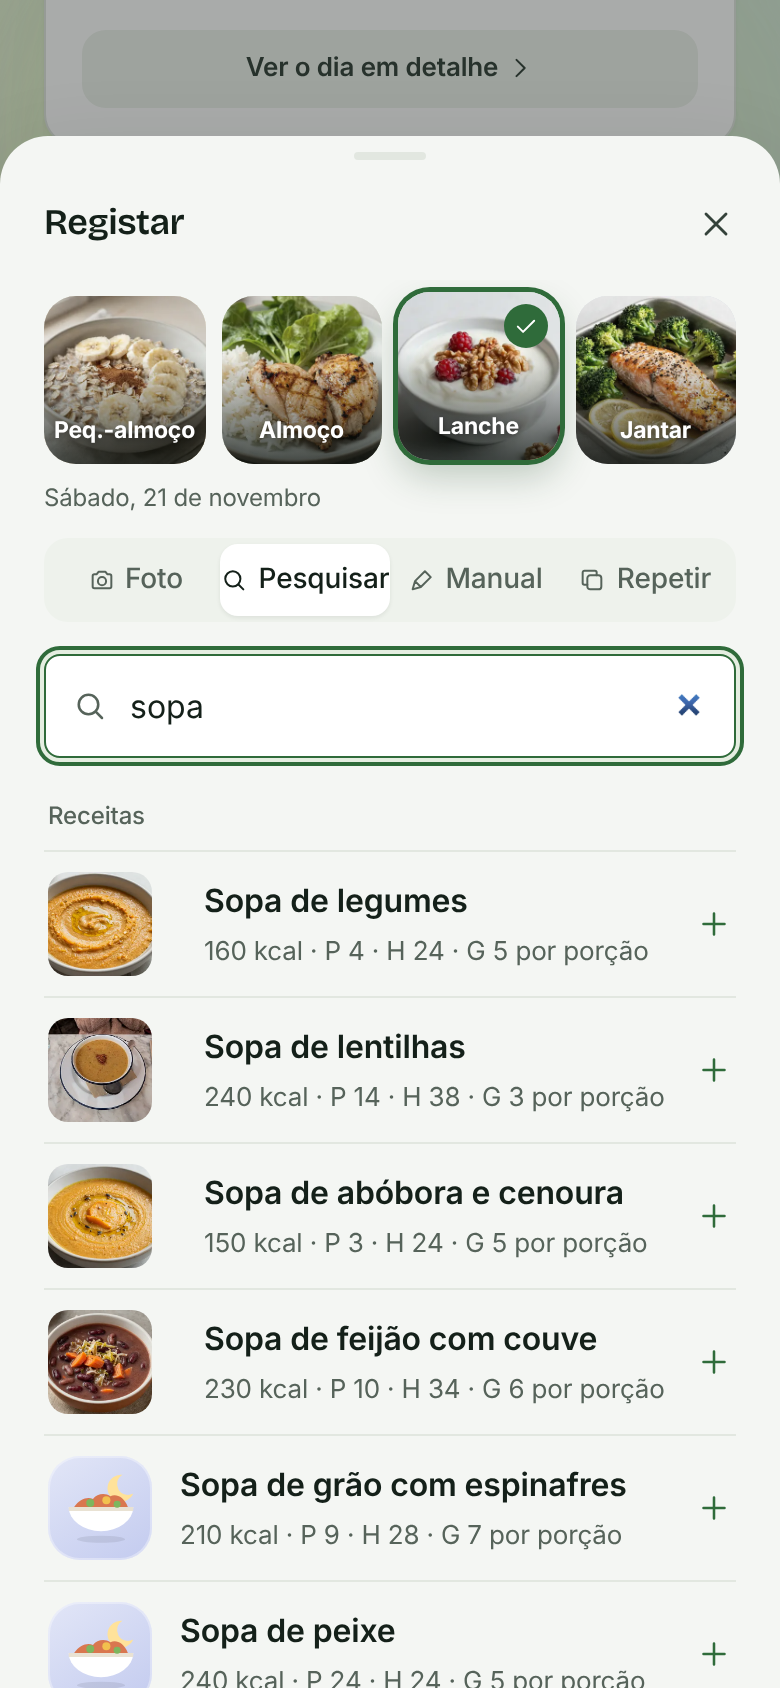 Ver o dia em detalhe
Registar
Peq.-almoço
Almoço
Lanche
Jantar
Sábado, 21 de novembro
Foto
Pesquisar
Manual
Repetir
sopa
Receitas
Sopa de legumes
160 kcal · P 4 · H 24 · G 5 por porção
Sopa de lentilhas
240 kcal · P 14 · H 38 · G 3 por porção
Sopa de abóbora e cenoura
150 kcal · P 3 · H 24 · G 5 por porção
Sopa de feijão com couve
230 kcal · P 10 · H 34 · G 6 por porção
Sopa de grão com espinafres
210 kcal · P 9 · H 28 · G 7 por porção
Sopa de peixe
240 kcal · P 24 · H 24 · G 5 por porção